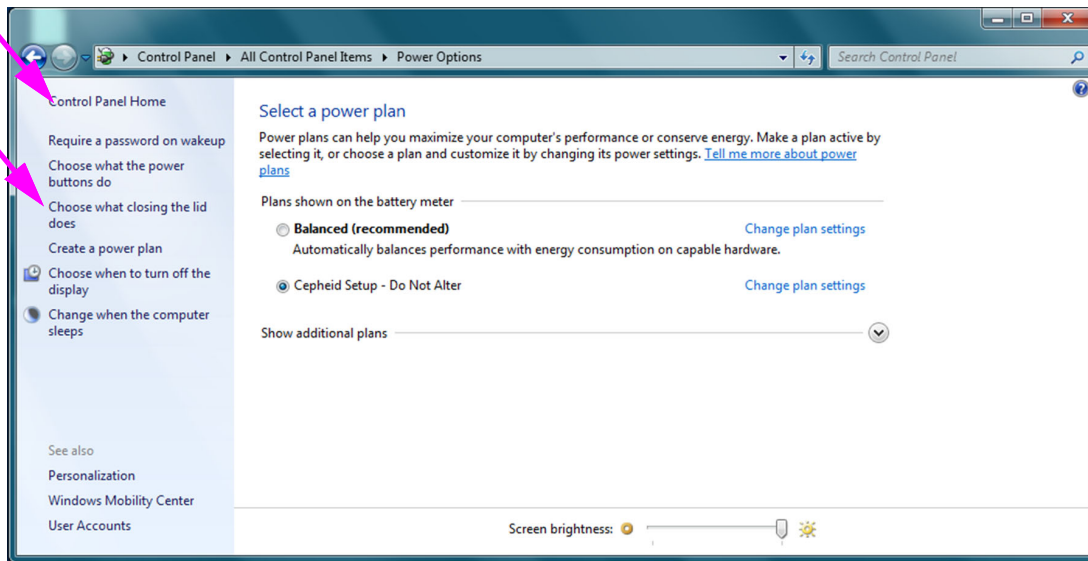 Control Panel ▸ All Control Panel Items ▸ Power Options
Search Control Panel
Control Panel Home
Require a password on wakeup
Choose what the power
buttons do
Choose what closing the lid
does
Create a power plan
Choose when to turn off the
display
Change when the computer
sleeps
See also
Personalization
Windows Mobility Center
User Accounts
Select a power plan
Power plans can help you maximize your computer's performance or conserve energy. Make a plan active by
selecting it, or choose a plan and customize it by changing its power settings. Tell me more about power
plans
Plans shown on the battery meter
Balanced (recommended) Change plan settings
Automatically balances performance with energy consumption on capable hardware.
Cepheid Setup - Do Not Alter Change plan settings
Show additional plans
Screen brightness: